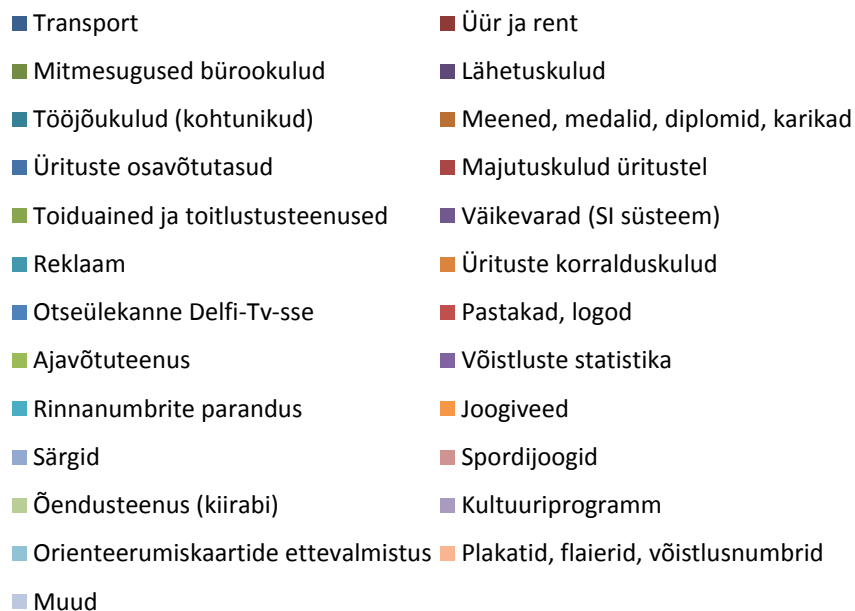 Transport
Üür ja rent
Mitmesugused bürookulud
Lähetuskulud
Tööjõukulud (kohtunikud)
Meened, medalid, diplomid, karikad
Ürituste osavõtutasud
Majutuskulud üritustel
Toiduained ja toitlustusteenused
Väikevarad (SI süsteem)
Reklaam
Ürituste korralduskulud
Otseülekanne Delfi-Tv-sse
Pastakad, logod
Ajavõtuteenus
Võistluste statistika
Rinnanumbrite parandus
Joogiveed
Särgid
Spordijoogid
Õendusteenus (kiirabi)
Kultuuriprogramm
Orienteerumiskaartide ettevalmistus
Plakatid, flaierid, võistlusnumbrid
Muud